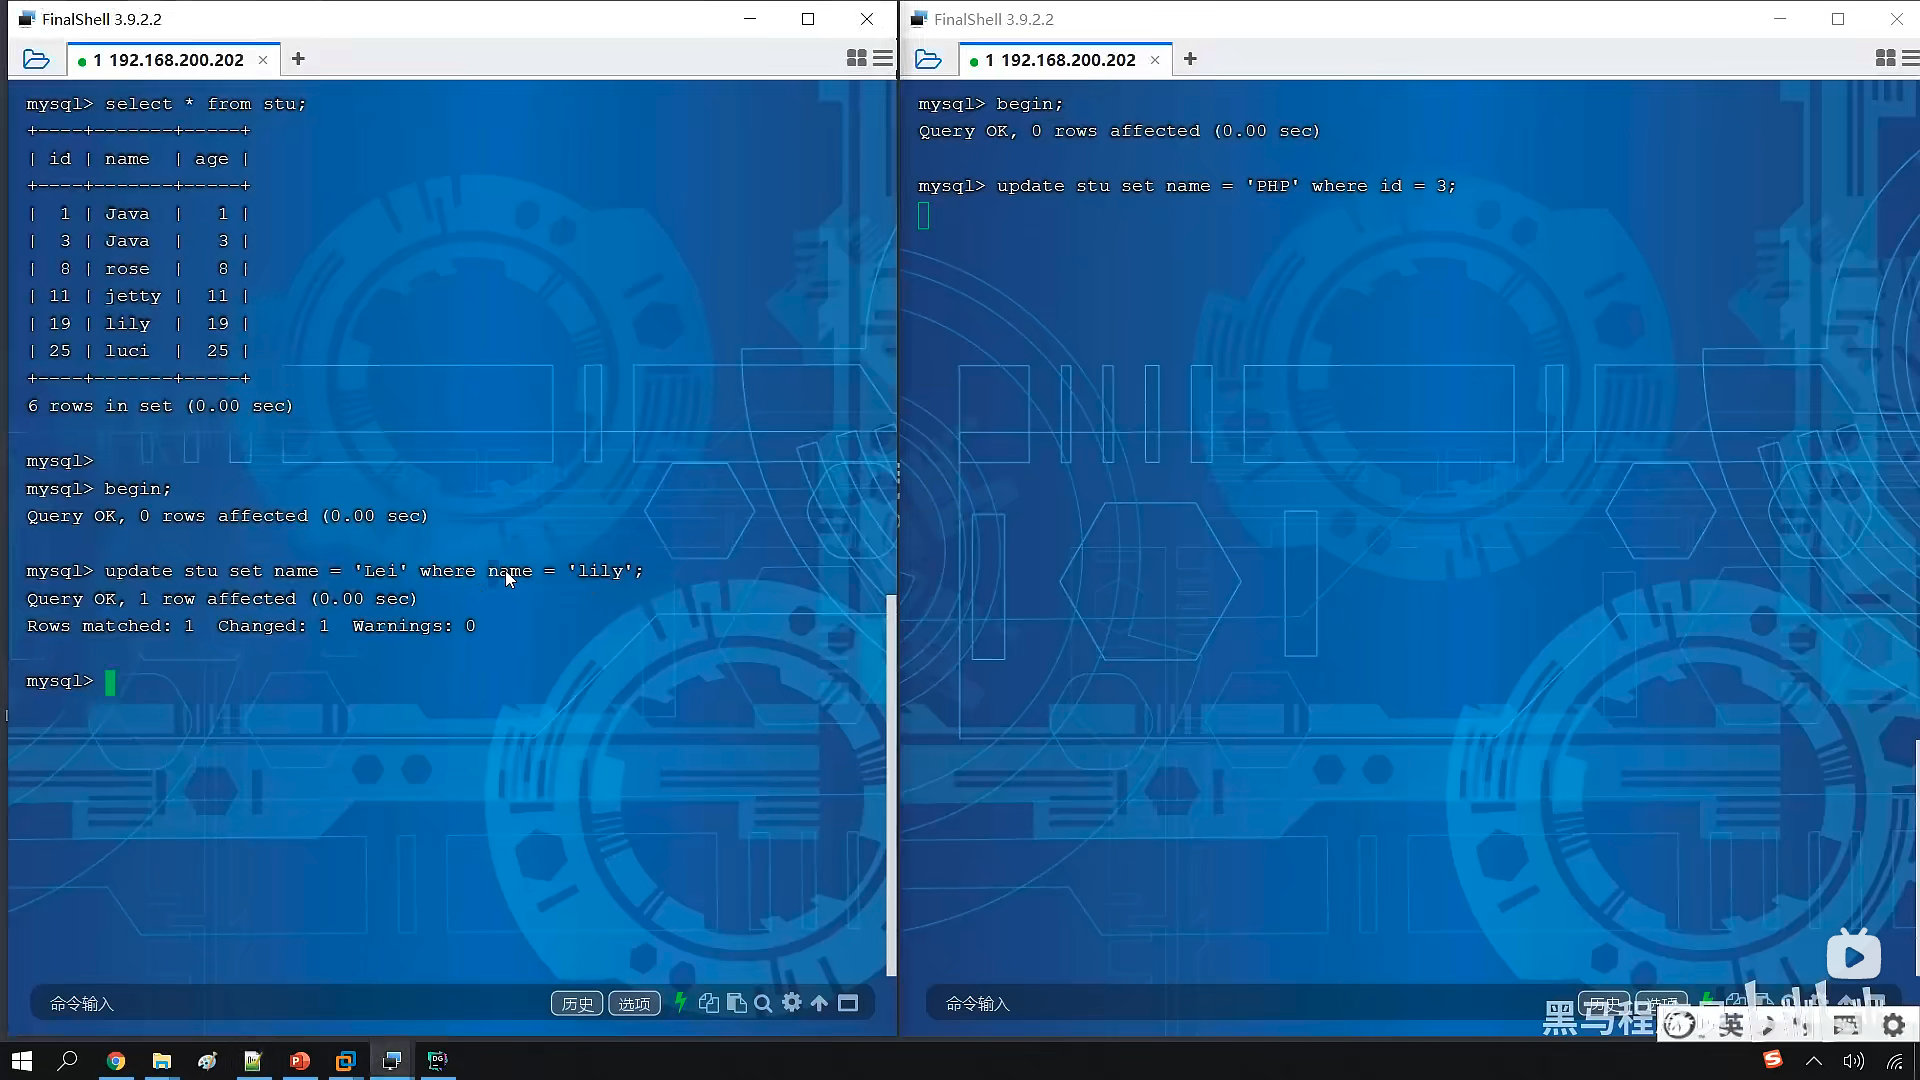 FinalShell 3.9.2.2
1 192.168.200.202
mysql> select * from stu;
+----+-------+-----+
| id | name  | age |
+----+-------+-----+
|  1 | Java  |   1 |
|  3 | Java  |   3 |
|  8 | rose  |   8 |
| 11 | jetty |  11 |
| 19 | lily  |  19 |
| 25 | luci  |  25 |
+----+-------+-----+
6 rows in set (0.00 sec)
mysql>
mysql> begin;
Query OK, 0 rows affected (0.00 sec)
mysql> update stu set name = 'Lei' where name = 'lily';
Query OK, 1 row affected (0.00 sec)
Rows matched: 1  Changed: 1  Warnings: 0
mysql>
命令输入
历史 选项
FinalShell 3.9.2.2
1 192.168.200.202
mysql> begin;
Query OK, 0 rows affected (0.00 sec)
mysql> update stu set name = 'PHP' where id = 3;
命令输入
历史 选项
黑马程
英